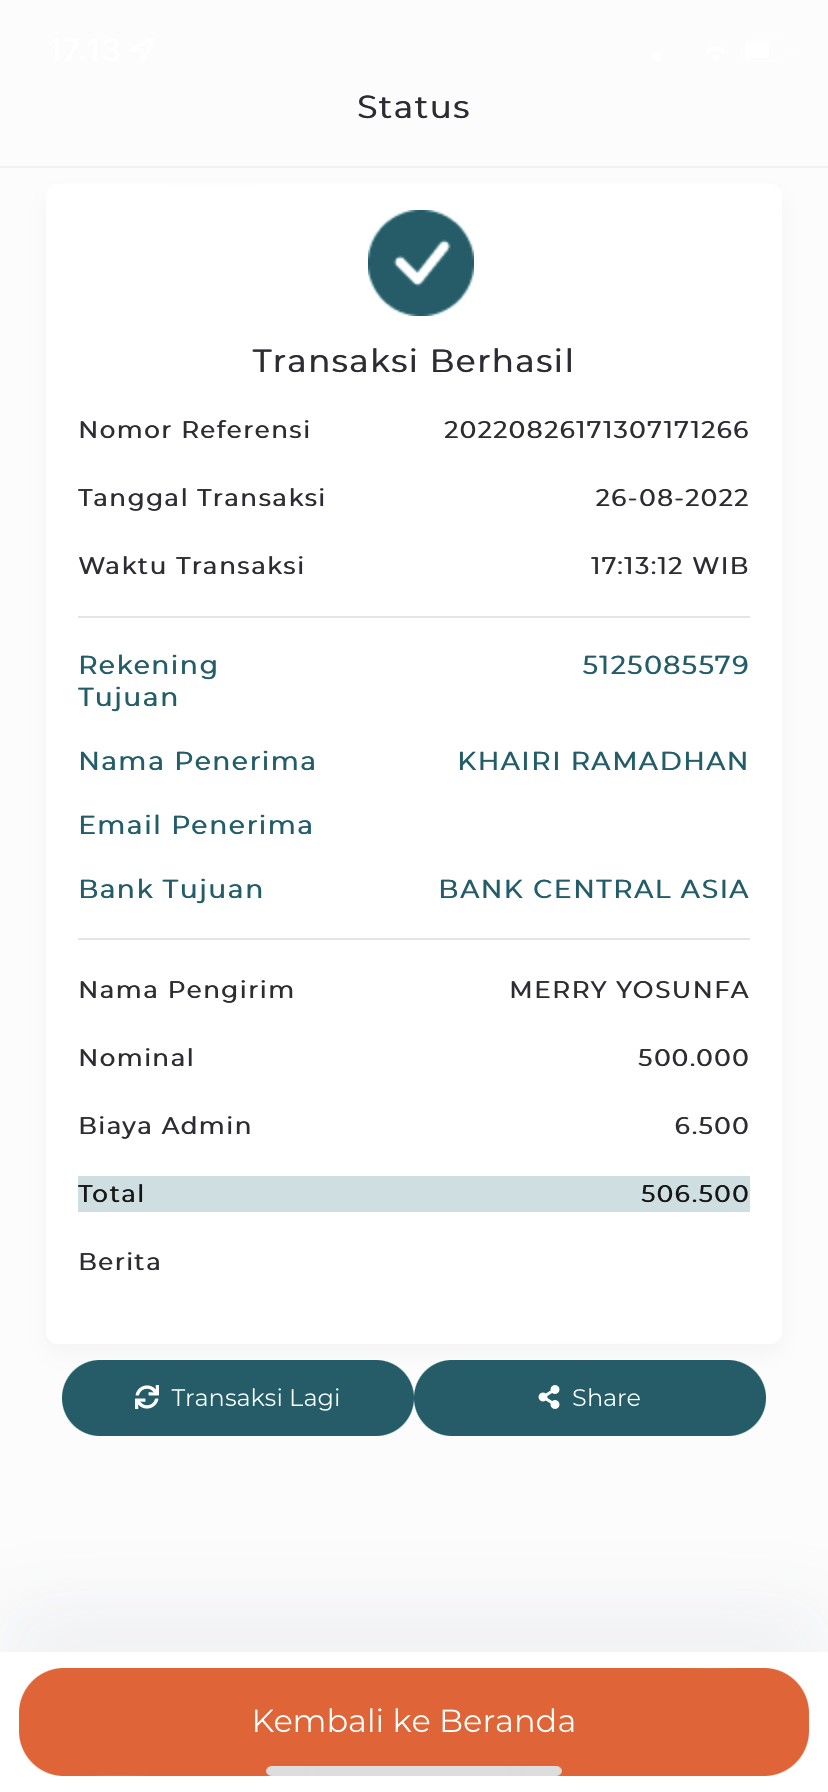 17.13
Status
Transaksi Berhasil
Nomor Referensi 20220826171307171266
Tanggal Transaksi 26-08-2022
Waktu Transaksi 17:13:12 WIB
Rekening 5125085579
Tujuan
Nama Penerima KHAIRI RAMADHAN
Email Penerima
Bank Tujuan BANK CENTRAL ASIA
Nama Pengirim MERRY YOSUNFA
Nominal 500.000
Biaya Admin 6.500
Total 506.500
Berita
Transaksi Lagi Share
Kembali ke Beranda